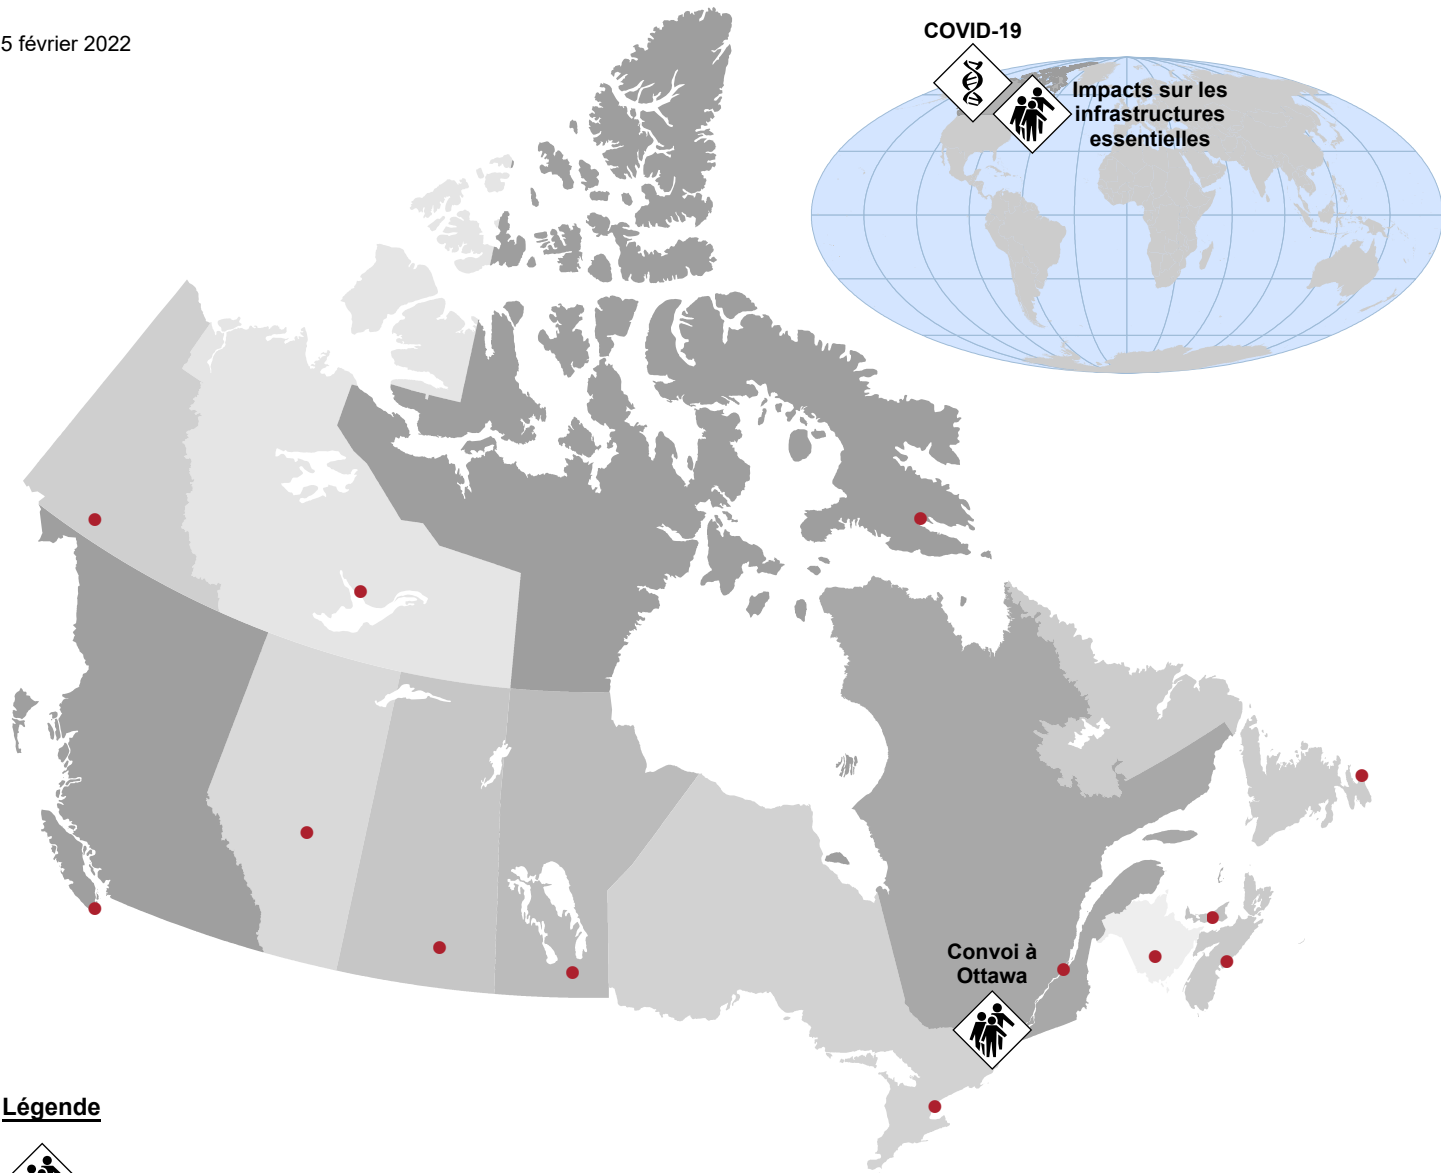 5 février 2022
COVID-19
Impacts sur les
infrastructures
essentielles
Convoi à
Ottawa
Légende